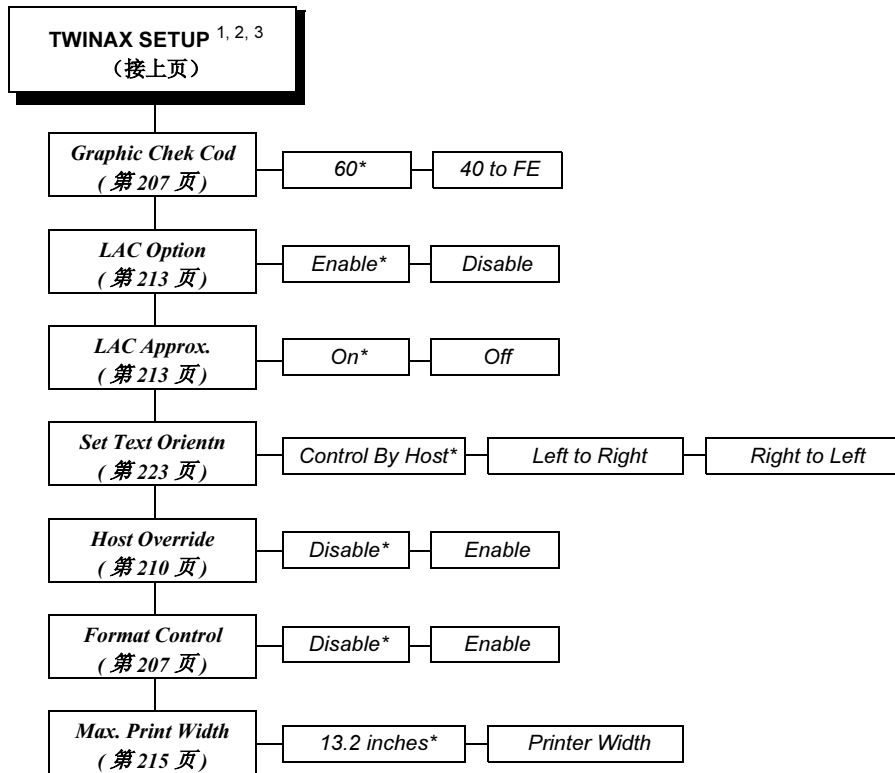 TWINAX SETUP 1, 2, 3
（接上页）
Graphic Chek Cod
( 第 207 页 )
60*
40 to FE
LAC Option
( 第 213 页 )
Enable*
Disable
LAC Approx.
( 第 213 页 )
On*
Off
Set Text Orientn
( 第 223 页 )
Control By Host*
Left to Right
Right to Left
Host Override
( 第 210 页 )
Disable*
Enable
Format Control
( 第 207 页 )
Disable*
Enable
Max. Print Width
( 第 215 页 )
13.2 inches*
Printer Width